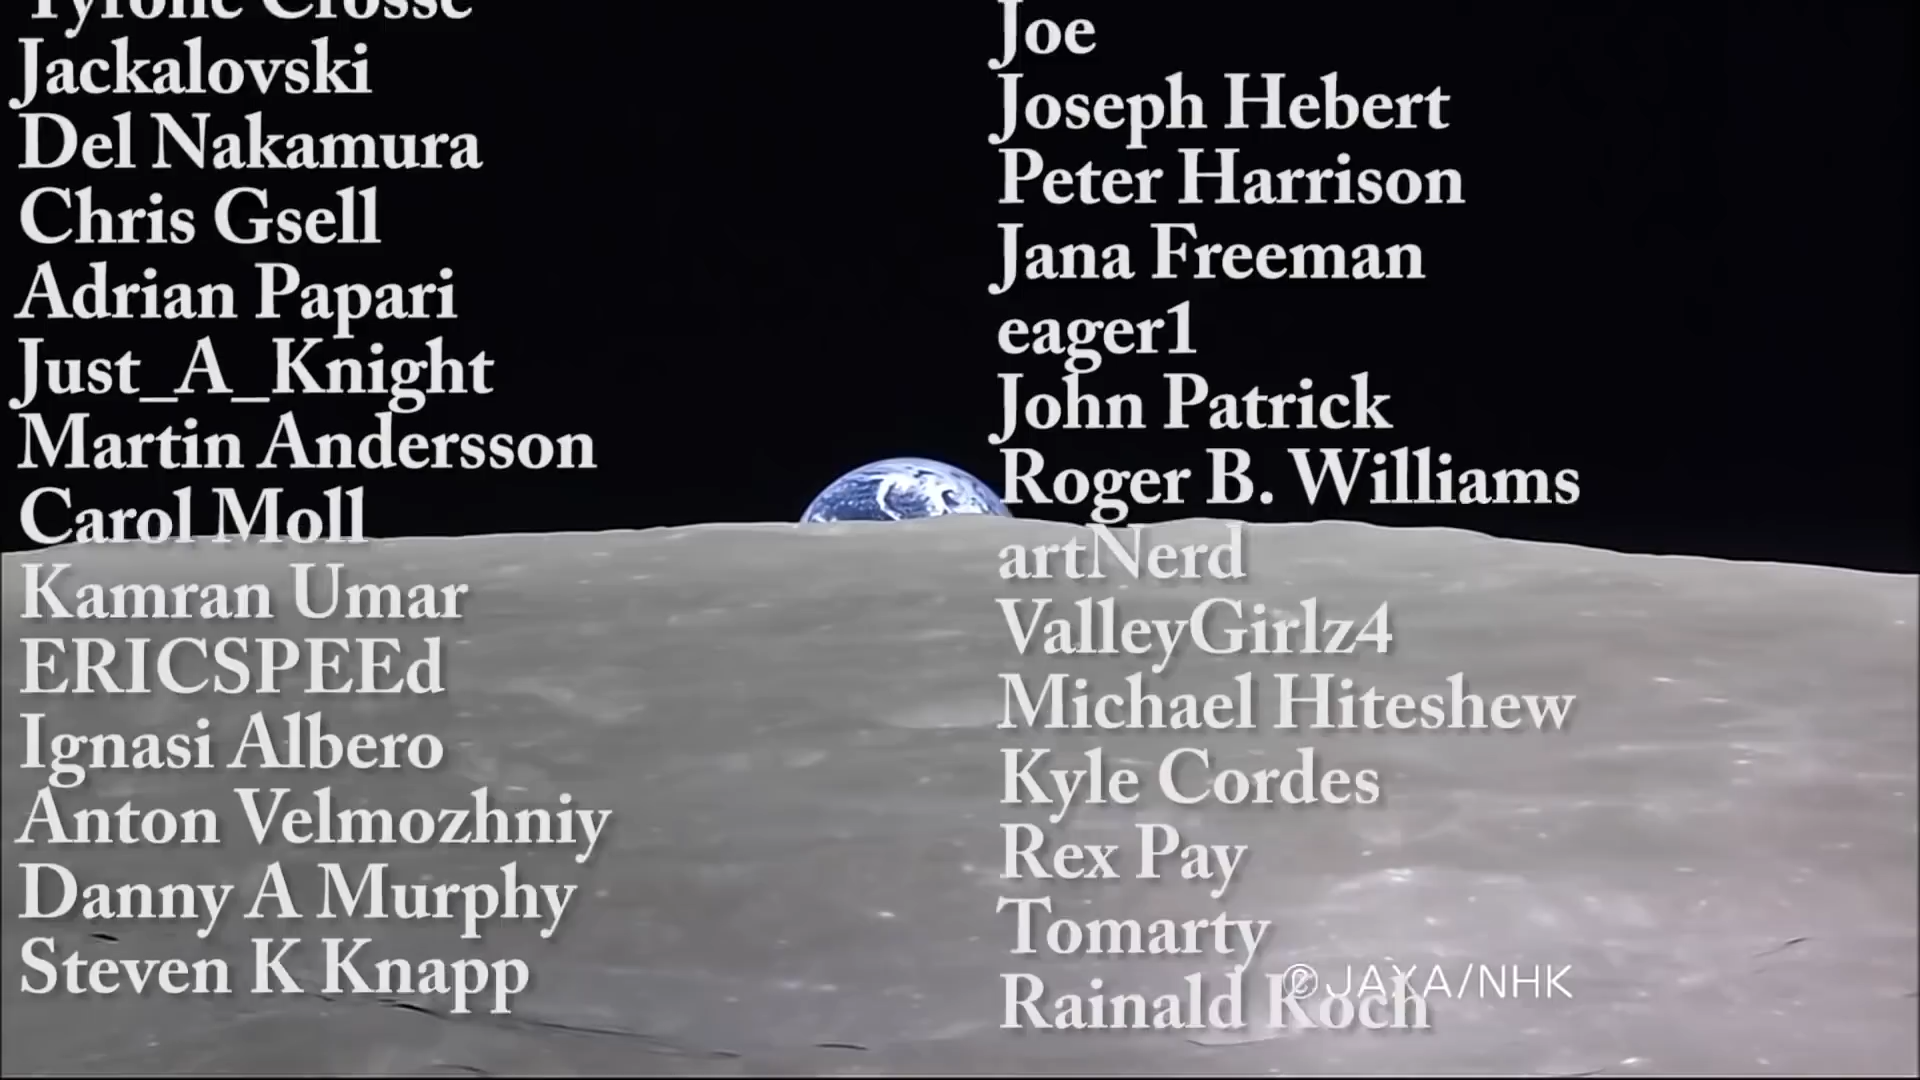 Tyrone Crosse
Jackalovski
Del Nakamura
Chris Gsell
Adrian Papari
Just_A_Knight
Martin Andersson
Carol Moll
Kamran Umar
ERICSPEEd
Ignasi Albero
Anton Velmozhniy
Danny A Murphy
Steven K Knapp
Joe
Joseph Hebert
Peter Harrison
Jana Freeman
eager1
John Patrick
Roger B. Williams
artNerd
ValleyGirlz4
Michael Hiteshew
Kyle Cordes
Rex Pay
Tomarty
Rainald Koch
©JAXA/NHK